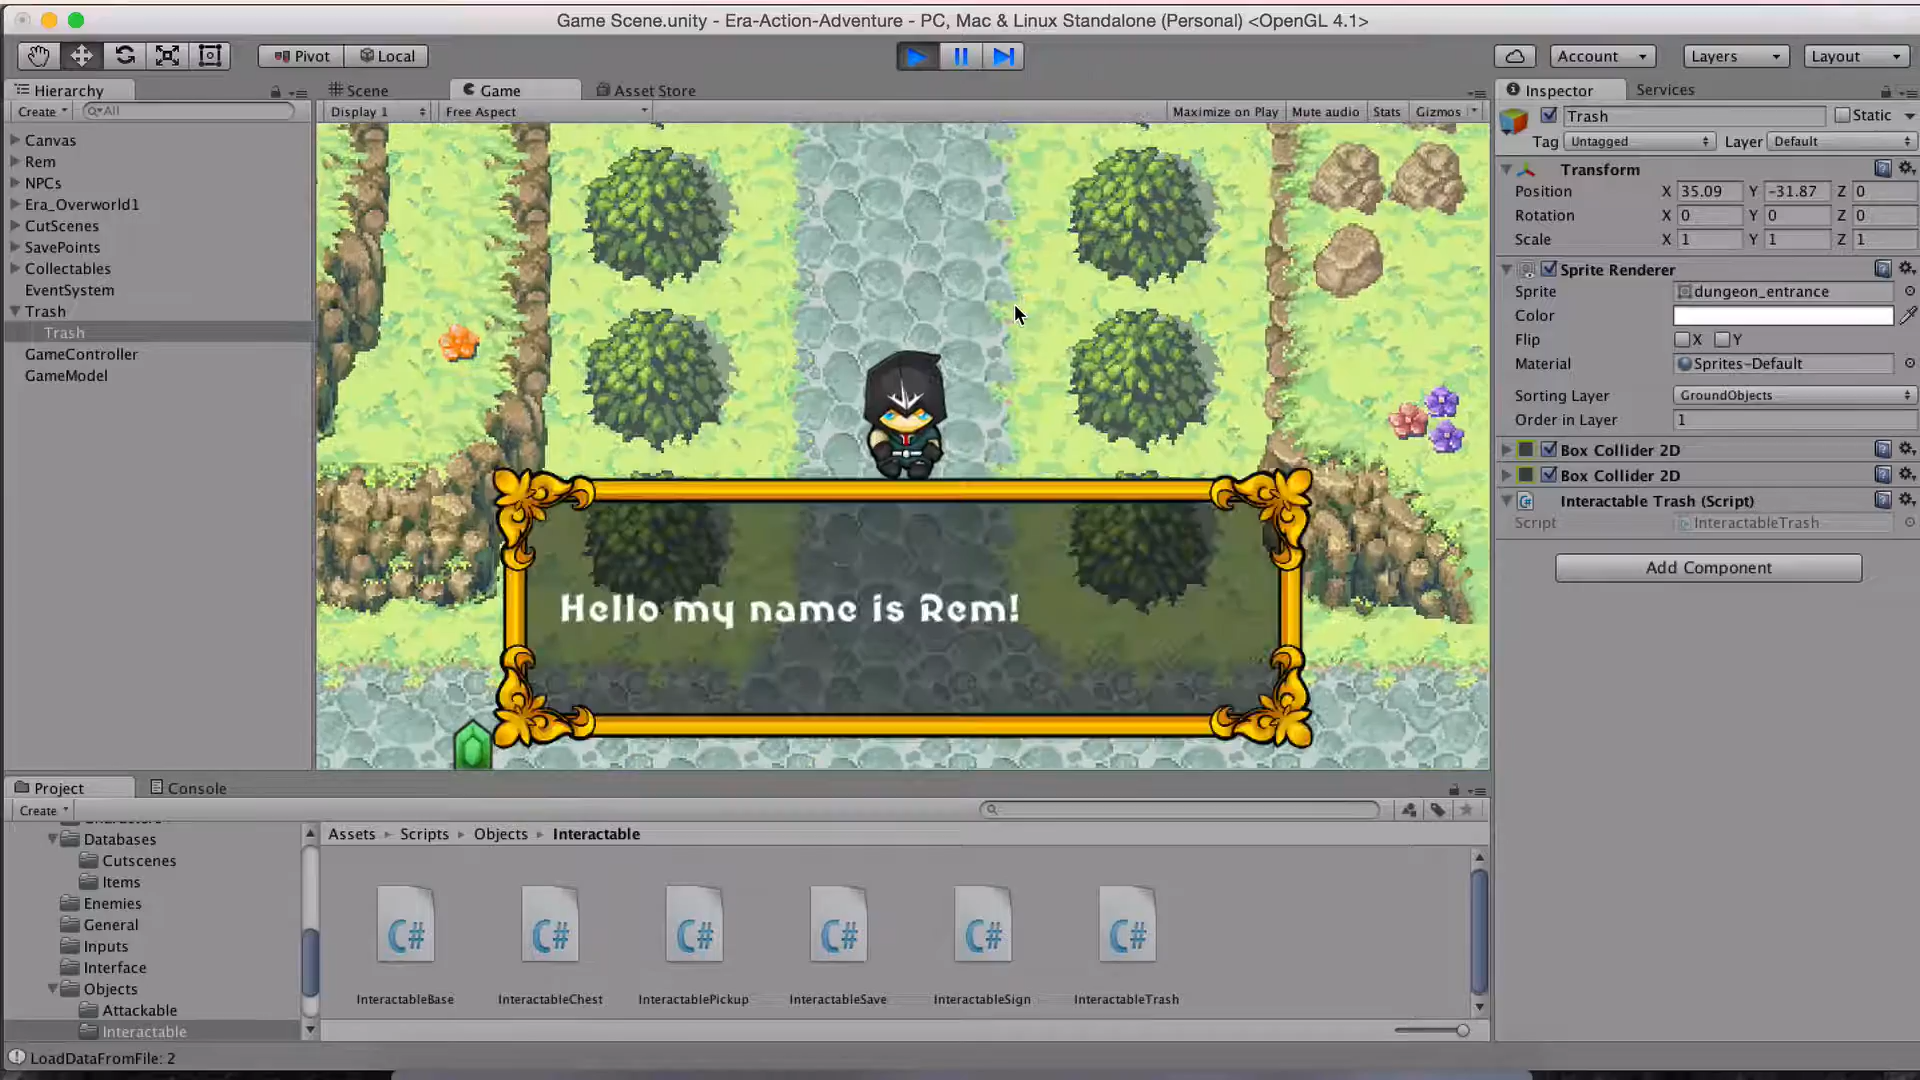 Game Scene.unity - Era-Action-Adventure - PC, Mac & Linux Standalone (Personal) <OpenGL 4.1>
Pivot Local Account Layers Layout
Hierarchy Scene Game Asset Store Inspector Services
Create All Display 1 Free Aspect Maximize on Play Mute audio Stats Gizmos
Trash Static
Tag Untagged Layer Default
Canvas
Rem
NPCs
Era_Overworld1
CutScenes
SavePoints
Collectables
EventSystem
Trash
Trash
GameController
GameModel
Transform
Position X 35.09 Y -31.87 Z 0
Rotation X 0 Y 0 Z 0
Scale X 1 Y 1 Z 1
Sprite Renderer
Sprite dungeon_entrance
Color
Flip X Y
Material Sprites-Default
Sorting Layer GroundObjects
Order in Layer 1
Box Collider 2D
Box Collider 2D
C# Interactable Trash (Script)
Script InteractableTrash
Add Component
Hello my name is Rem!
Project Console
Create
Databases
Cutscenes
Items
Enemies
General
Inputs
Interface
Objects
Attackable
Interactable
Assets Scripts Objects Interactable
C# C# C# C# C# C#
InteractableBase InteractableChest InteractablePickup InteractableSave InteractableSign InteractableTrash
LoadDataFromFile: 2